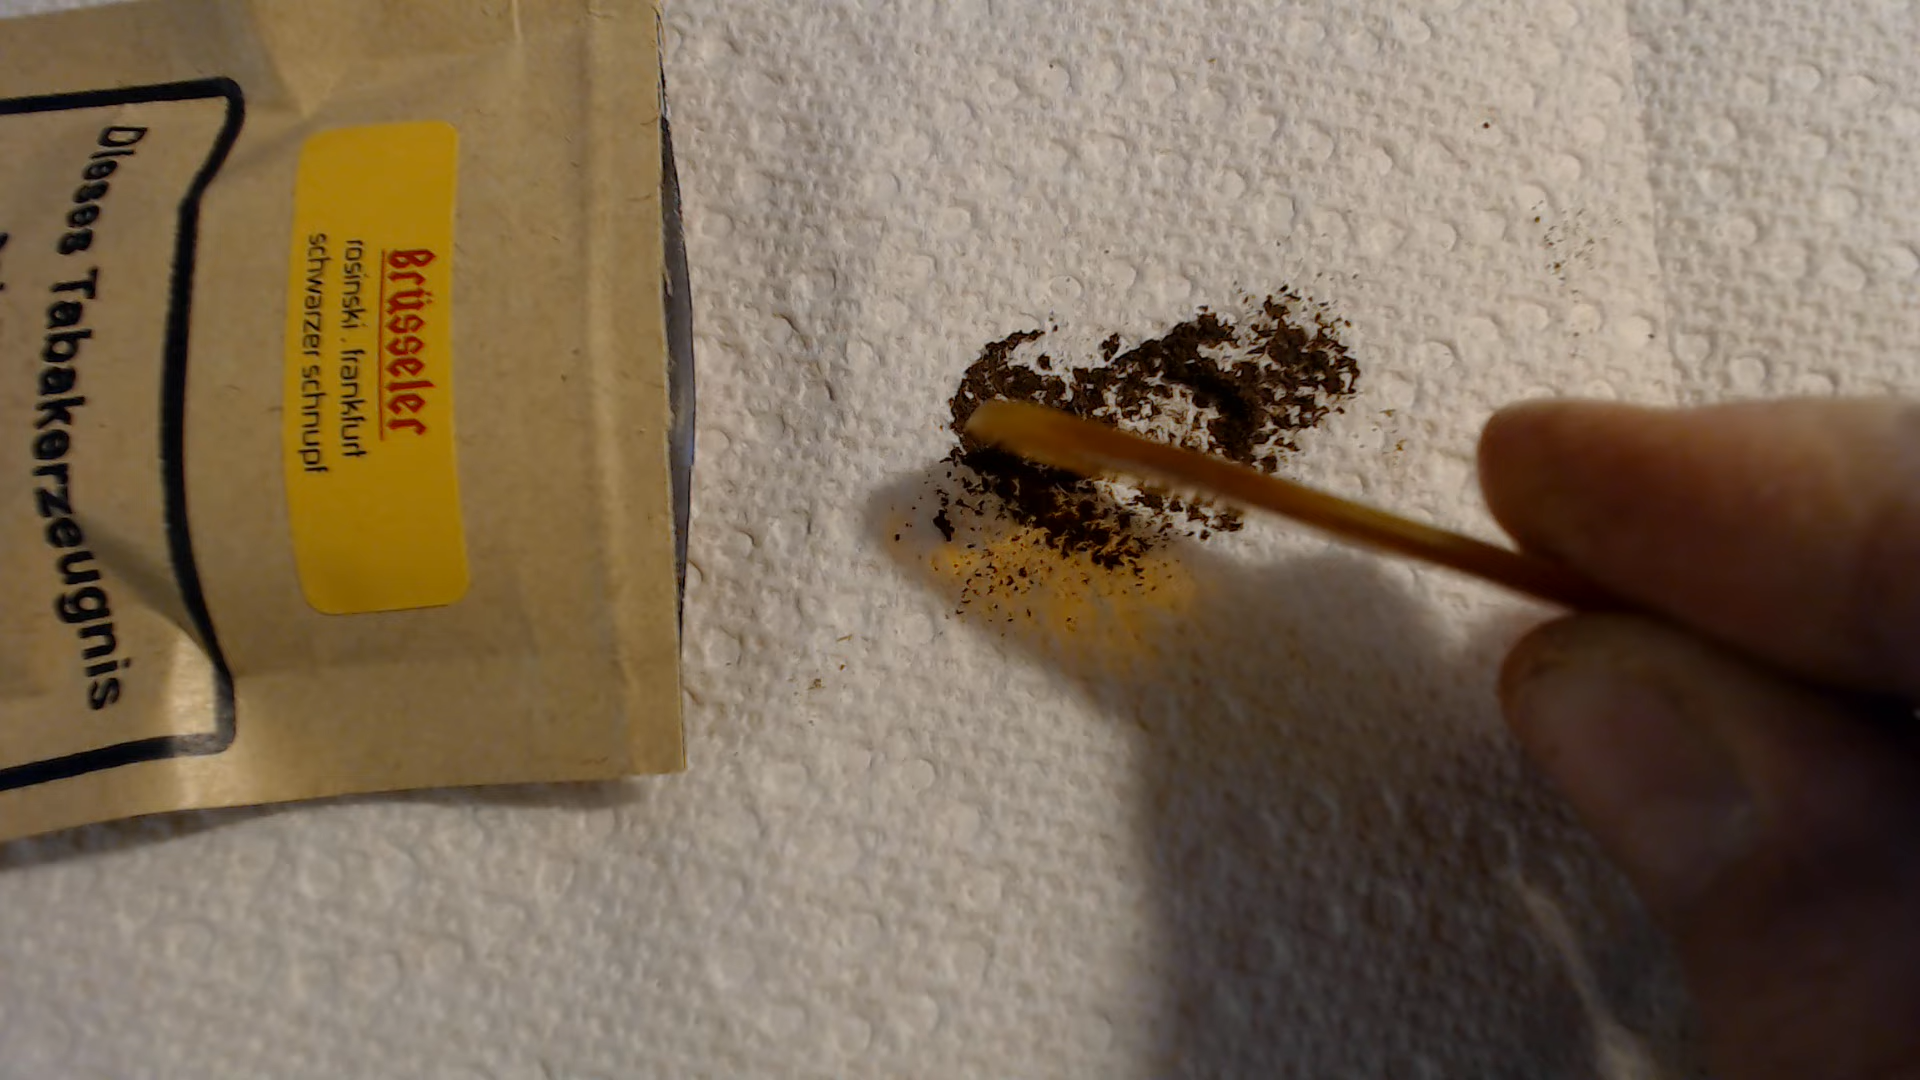 Brüsseler
rosinski . frankfurt
schwarzer schnupf
Dieses Tabakerzeugnis